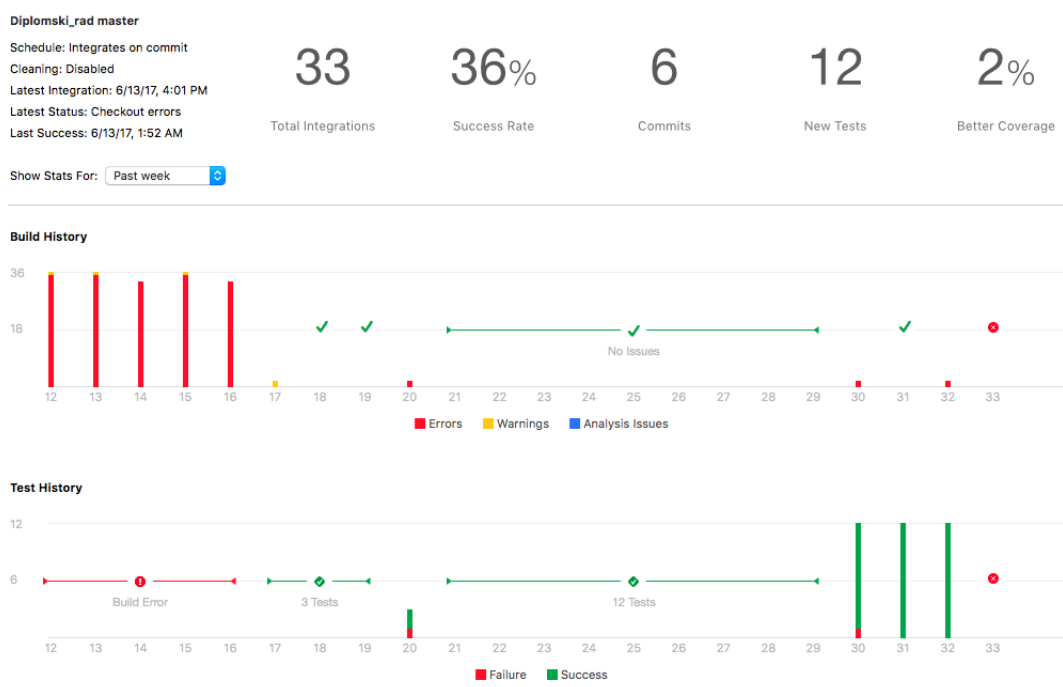 Diplomski_rad master
Schedule: Integrates on commit
Cleaning: Disabled
Latest Integration: 6/13/17, 4:01 PM
Latest Status: Checkout errors
Last Success: 6/13/17, 1:52 AM
33
Total Integrations
36%
Success Rate
6
Commits
12
New Tests
2%
Better Coverage
Show Stats For: Past week
Build History
36
18
No Issues
12 13 14 15 16 17 18 19 20 21 22 23 24 25 26 27 28 29 30 31 32 33
Errors Warnings Analysis Issues
Test History
12
6
Build Error 3 Tests 12 Tests
12 13 14 15 16 17 18 19 20 21 22 23 24 25 26 27 28 29 30 31 32 33
Failure Success